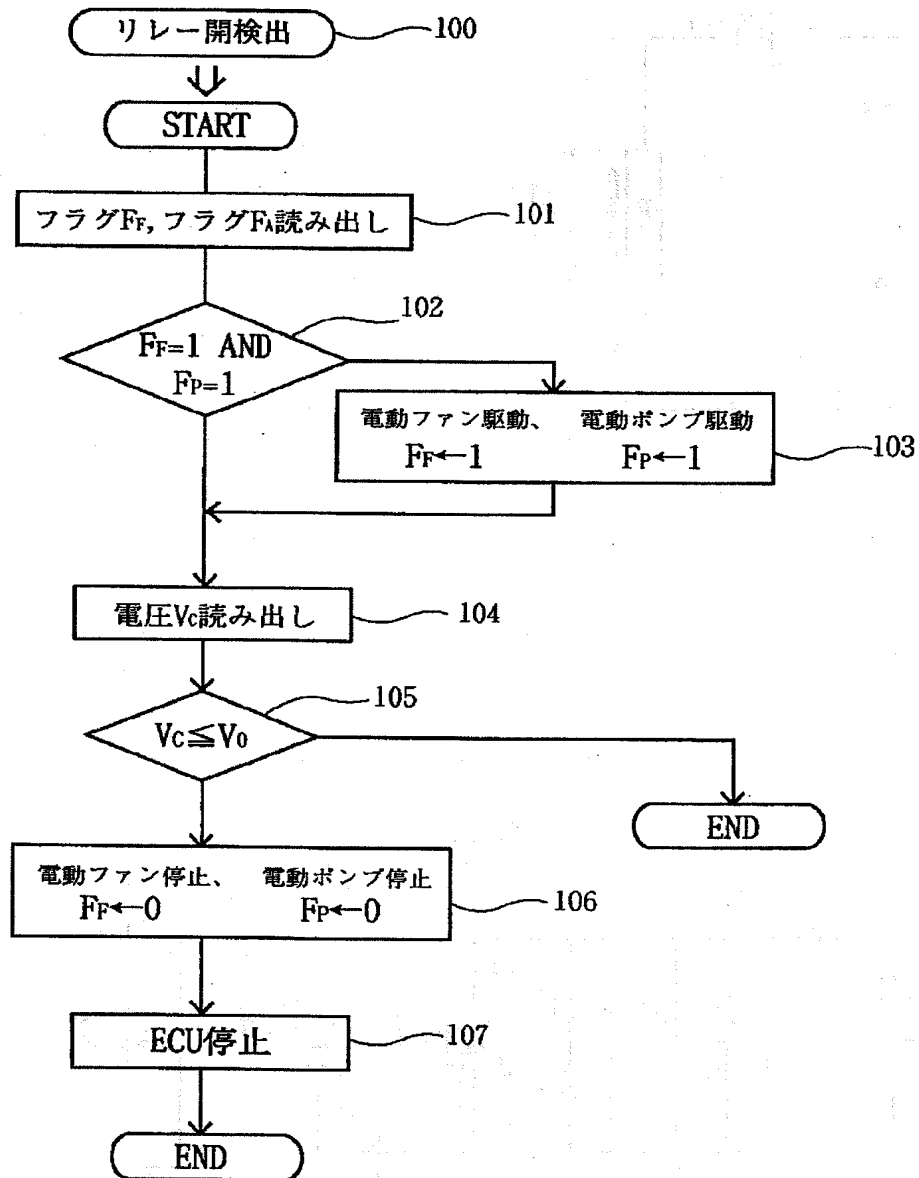 リレー開検出
100
START
フラグFF, フラグFA読み出し
101
102
FF=1 AND
FP=1
電動ファン駆動、 電動ポンプ駆動
FF←1 FP←1
103
電圧VC読み出し
104
105
VC≦V0
END
電動ファン停止、 電動ポンプ停止
FF←0 FP←0
106
ECU停止
107
END